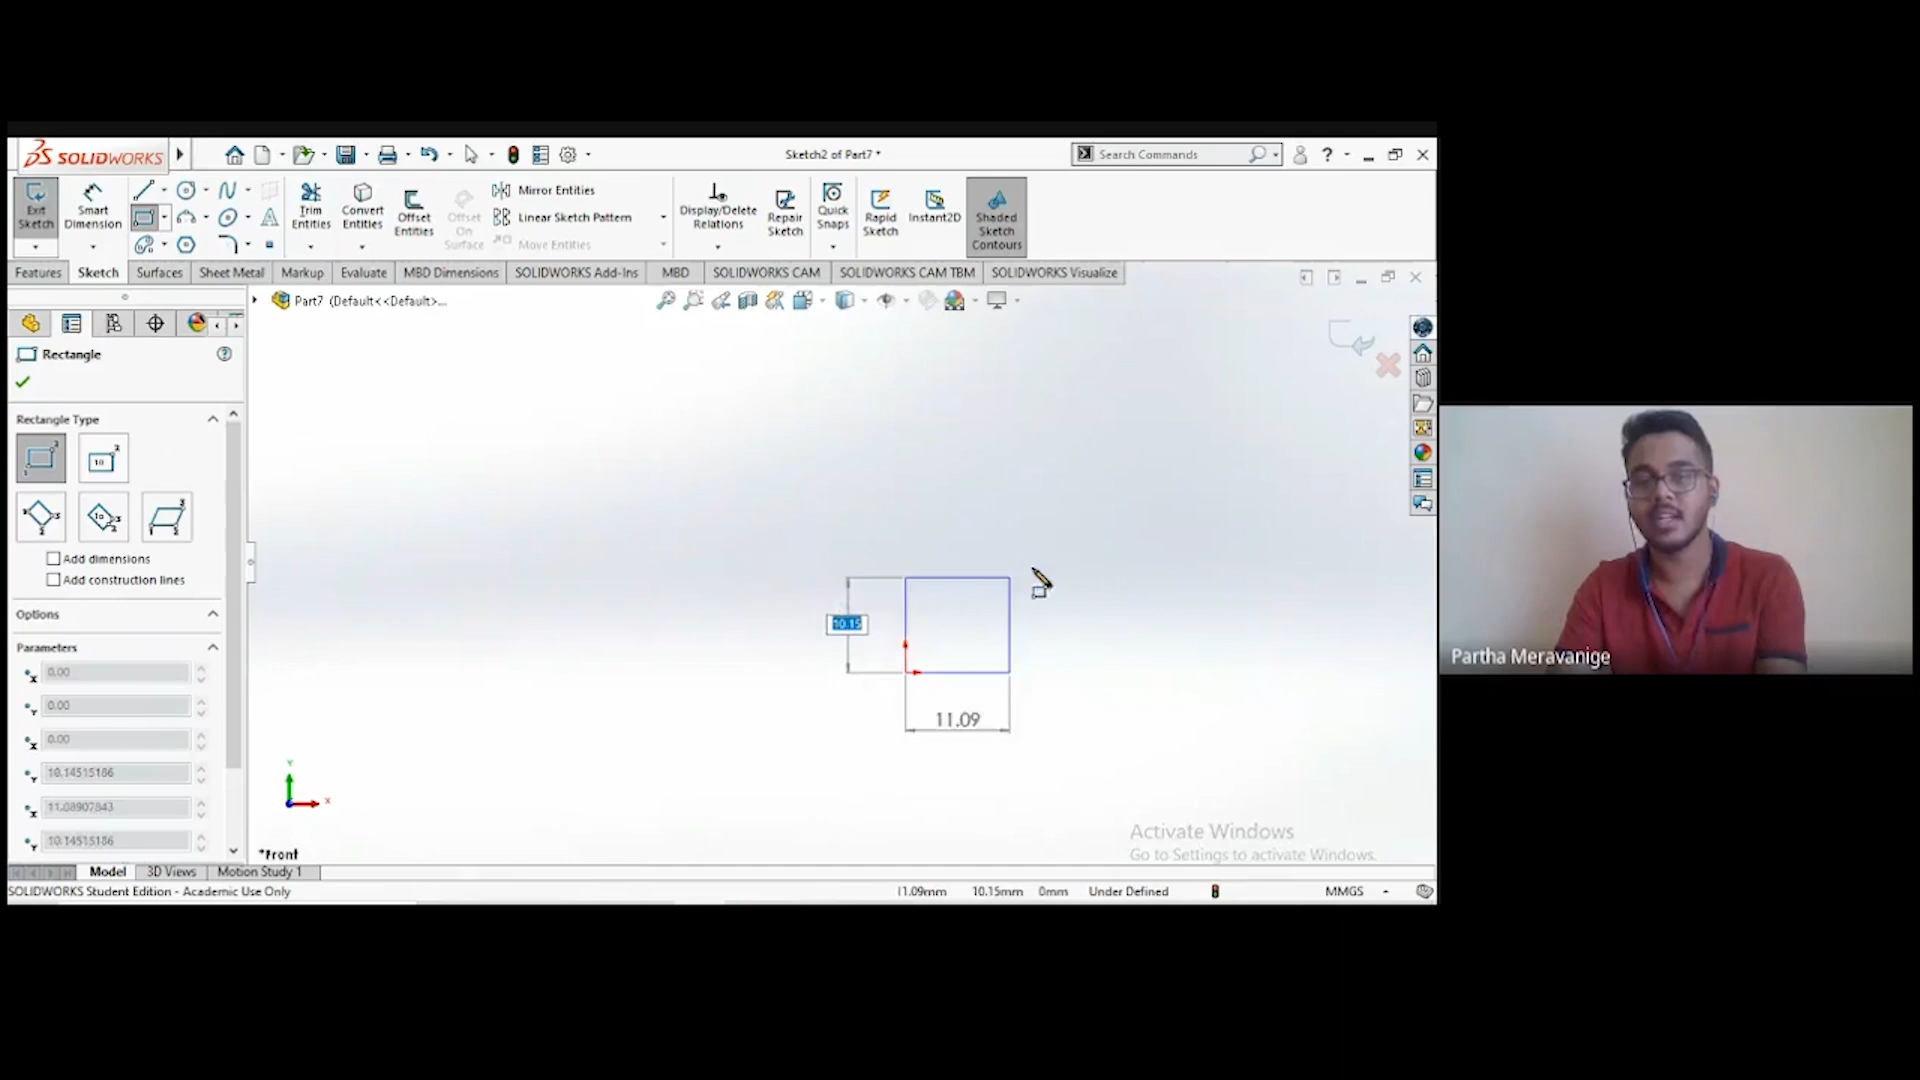 SOLIDWORKS
Sketch2 of Part7 *
Search Commands
?
Exit Sketch
Smart Dimension
Trim Entities
Convert Entities
Offset Entities
Offset On Surface
Mirror Entities
Linear Sketch Pattern
Move Entities
Display/Delete Relations
Repair Sketch
Quick Snaps
Rapid Sketch
Instant2D
Shaded Sketch Contours
Features
Sketch
Surfaces
Sheet Metal
Markup
Evaluate
MBD Dimensions
SOLIDWORKS Add-Ins
MBD
SOLIDWORKS CAM
SOLIDWORKS CAM TBM
SOLIDWORKS Visualize
Part7 (Default<<Default>...
Rectangle
Rectangle Type
Add dimensions
Add construction lines
Options
Parameters
0.00
0.00
0.00
10.14515186
11.08907843
10.14515186
10.15
11.09
Y
X
*Front
Activate Windows
Go to Settings to activate Windows.
Model
3D Views
Motion Study 1
SOLIDWORKS Student Edition - Academic Use Only
11.09mm
10.15mm
0mm
Under Defined
MMGS
Partha Meravanige